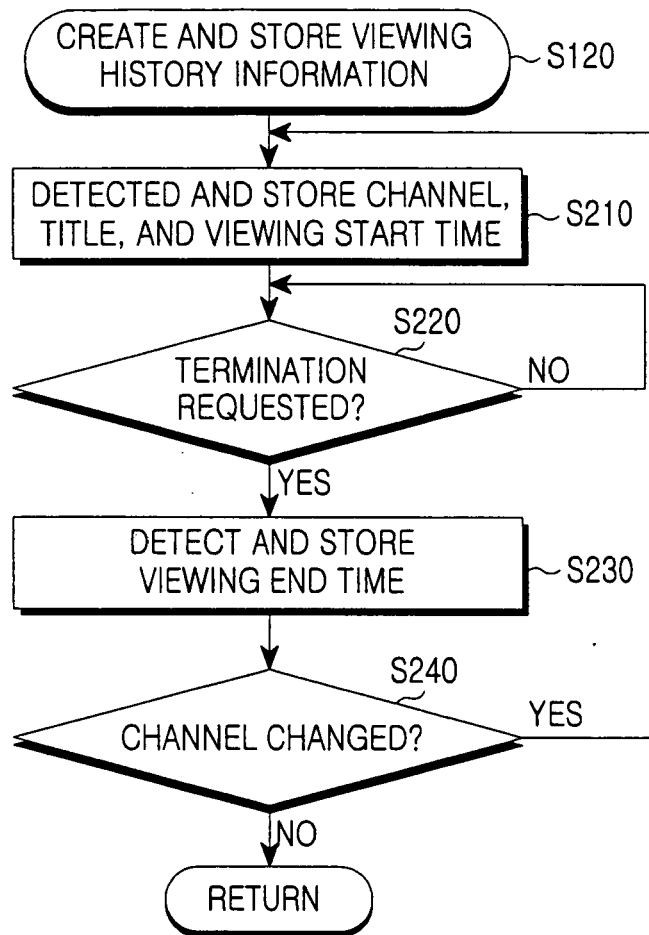 CREATE AND STORE VIEWING
HISTORY INFORMATION
S120
DETECTED AND STORE CHANNEL,
TITLE, AND VIEWING START TIME
S210
S220
TERMINATION
REQUESTED?
NO
YES
DETECT AND STORE
VIEWING END TIME
S230
S240
CHANNEL CHANGED?
YES
NO
RETURN